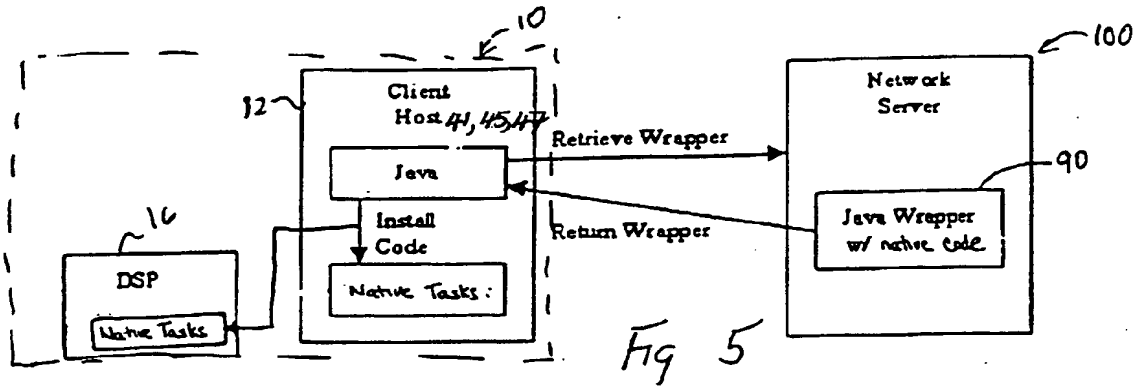 10
100
12
Client
Host 41, 45, 47
Network
Server
Retrieve Wrapper
Java
90
Java Wrapper
w/ native code
Install
Code
Return Wrapper
16
DSP
Native Tasks
Native Tasks :
Fig 5